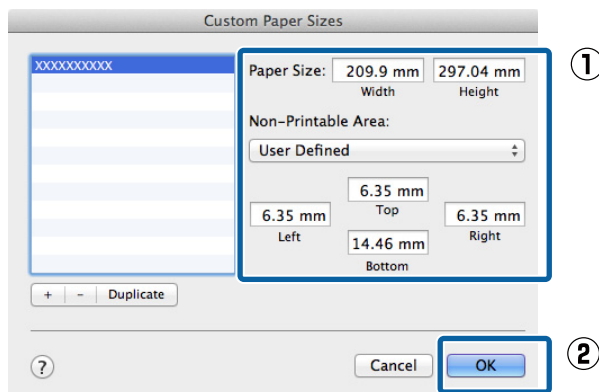 Custom Paper Sizes
XXXXXXXXXX
Paper Size: 209.9 mm 297.04 mm
Width Height
Non-Printable Area:
User Defined
6.35 mm
Top
6.35 mm 6.35 mm
Left Right
14.46 mm
Bottom
+ - Duplicate
? Cancel OK
①
②